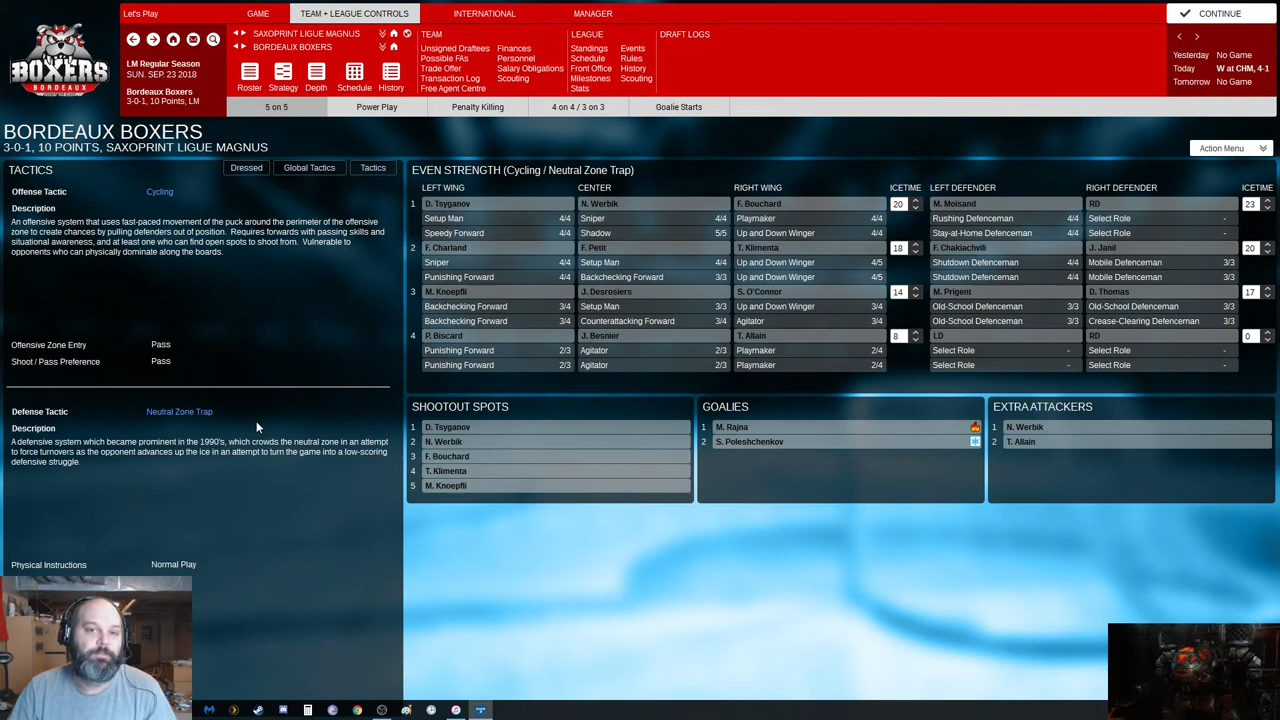 Let's Play
GAME
TEAM + LEAGUE CONTROLS
INTERNATIONAL
MANAGER
CONTINUE
BOXERS
BORDEAUX
LM Regular Season
SUN. SEP. 23 2018
Bordeaux Boxers
3-0-1, 10 Points, LM
SAXOPRINT LIGUE MAGNUS
BORDEAUX BOXERS
Roster
Strategy
Depth
Schedule
History
TEAM
Unsigned Draftees
Finances
Possible FAs
Personnel
Trade Offer
Salary Obligations
Transaction Log
Scouting
Free Agent Centre
LEAGUE
Standings
Events
Schedule
Rules
Front Office
History
Milestones
Scouting
Stats
DRAFT LOGS
Yesterday No Game
Today W at CHM, 4-1
Tomorrow No Game
5 on 5
Power Play
Penalty Killing
4 on 4 / 3 on 3
Goalie Starts
BORDEAUX BOXERS
3-0-1, 10 POINTS, SAXOPRINT LIGUE MAGNUS
Action Menu
TACTICS
Dressed
Global Tactics
Tactics
Offense Tactic Cycling
Description
An offensive system that uses fast-paced movement of the puck around the perimeter of the offensive
zone to create chances by pulling defenders out of position. Requires forwards with passing skills and
situational awareness, and at least one who can find open spots to shoot from. Vulnerable to
opponents who can physically dominate along the boards.
Offensive Zone Entry Pass
Shoot / Pass Preference Pass
Defense Tactic Neutral Zone Trap
Description
A defensive system which became prominent in the 1990's, which crowds the neutral zone in an attempt
to force turnovers as the opponent advances up the ice in an attempt to turn the game into a low-scoring
defensive struggle.
Physical Instructions Normal Play
EVEN STRENGTH (Cycling / Neutral Zone Trap)
LEFT WING CENTER RIGHT WING ICETIME LEFT DEFENDER RIGHT DEFENDER ICETIME
1 D. Tsyganov N. Werbik F. Bouchard 20 M. Moisand RD 23
Setup Man 4/4 Sniper 4/4 Playmaker 4/4 Rushing Defenceman 4/4 Select Role -
Speedy Forward 4/4 Shadow 5/5 Up and Down Winger 4/4 Stay-at-Home Defenceman 4/4 Select Role -
2 F. Charland F. Petit T. Klimenta 18 F. Chakiachvili J. Janil 20
Sniper 4/4 Setup Man 4/4 Up and Down Winger 4/5 Shutdown Defenceman 4/4 Mobile Defenceman 3/3
Punishing Forward 4/4 Backchecking Forward 3/3 Up and Down Winger 4/5 Shutdown Defenceman 4/4 Mobile Defenceman 3/3
3 M. Knoepfli J. Desrosiers S. O'Connor 14 M. Prigent D. Thomas 17
Backchecking Forward 3/4 Setup Man 3/3 Up and Down Winger 3/4 Old-School Defenceman 3/3 Old-School Defenceman 3/3
Backchecking Forward 3/4 Counterattacking Forward 3/4 Agitator 3/4 Old-School Defenceman 3/3 Crease-Clearing Defenceman 3/3
4 P. Biscard J. Besnier T. Allain 8 LD RD 0
Punishing Forward 2/3 Agitator 2/3 Playmaker 2/4 Select Role - Select Role -
Punishing Forward 2/3 Agitator 2/3 Playmaker 2/4 Select Role - Select Role -
SHOOTOUT SPOTS
1 D. Tsyganov
2 N. Werbik
3 F. Bouchard
4 T. Klimenta
5 M. Knoepfli
GOALIES
1 M. Rajna
2 S. Poleshchenkov
EXTRA ATTACKERS
1 N. Werbik
2 T. Allain